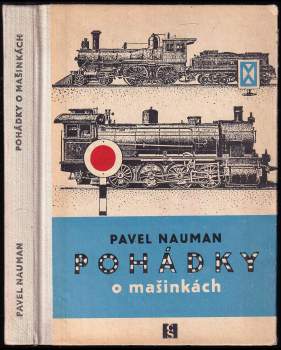 POHÁDKY O MAŠINKÁCH
PAVEL NAUMAN
PAVEL NAUMAN
POHÁDKY
o mašinkách